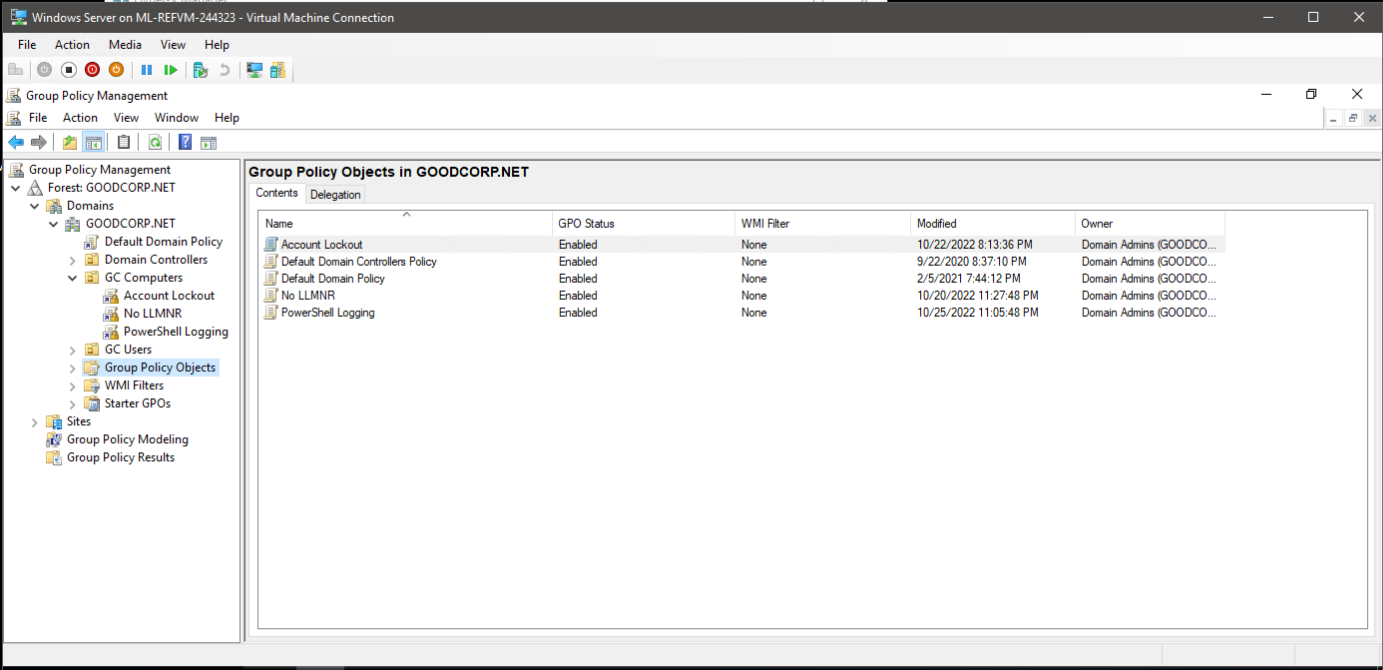 Windows Server on ML-REFVM-244323 - Virtual Machine Connection
File Action Media View Help
Group Policy Management
File Action View Window Help
Group Policy Management
Forest: GOODCORP.NET
Domains
GOODCORP.NET
Default Domain Policy
Domain Controllers
GC Computers
Account Lockout
No LLMNR
PowerShell Logging
GC Users
Group Policy Objects
WMI Filters
Starter GPOs
Sites
Group Policy Modeling
Group Policy Results
Group Policy Objects in GOODCORP.NET
Contents Delegation
Name GPO Status WMI Filter Modified Owner
Account Lockout Enabled None 10/22/2022 8:13:36 PM Domain Admins (GOODCO...
Default Domain Controllers Policy Enabled None 9/22/2020 8:37:10 PM Domain Admins (GOODCO...
Default Domain Policy Enabled None 2/5/2021 7:44:12 PM Domain Admins (GOODCO...
No LLMNR Enabled None 10/20/2022 11:27:48 PM Domain Admins (GOODCO...
PowerShell Logging Enabled None 10/25/2022 11:05:48 PM Domain Admins (GOODCO...